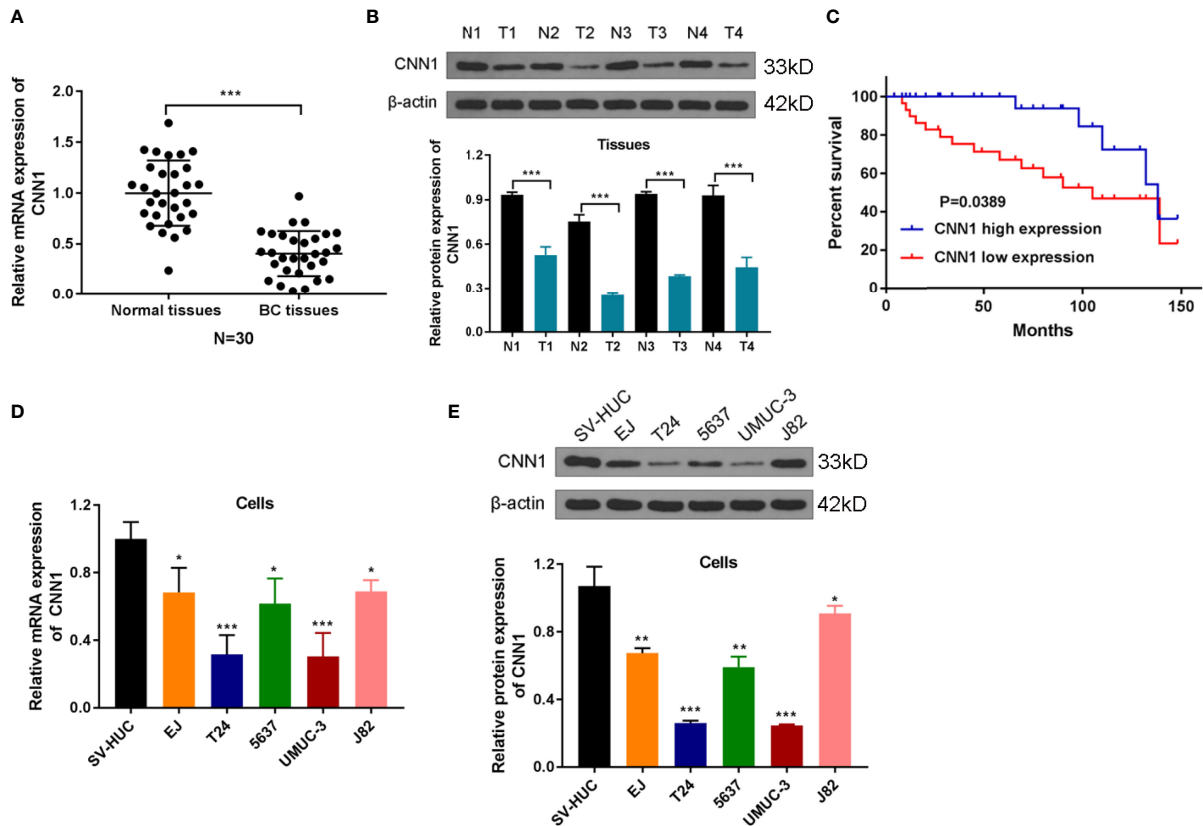 A
Relative mRNA expression of
CNN1
2.0
1.5
1.0
0.5
0.0
***
Normal tissues BC tissues
N=30
B
N1 T1 N2 T2 N3 T3 N4 T4
CNN1 33kD
β-actin 42kD
Tissues
Relative protein expression of
CNN1
1.2
0.9
0.6
0.3
0.0
*** *** *** ***
N1 T1 N2 T2 N3 T3 N4 T4
C
Percent survival
100
80
60
40
20
0
P=0.0389
CNN1 high expression
CNN1 low expression
0 50 100 150
Months
D
Cells
Relative mRNA expression
of CNN1
1.2
0.8
0.4
0.0
* *** * *** *
SV-HUC EJ T24 5637 UMUC-3 J82
E
SV-HUC EJ T24 5637 UMUC-3 J82
CNN1 33kD
β-actin 42kD
Cells
Relative protein expression
of CNN1
1.2
0.8
0.4
0.0
** *** ** *** *
SV-HUC EJ T24 5637 UMUC-3 J82